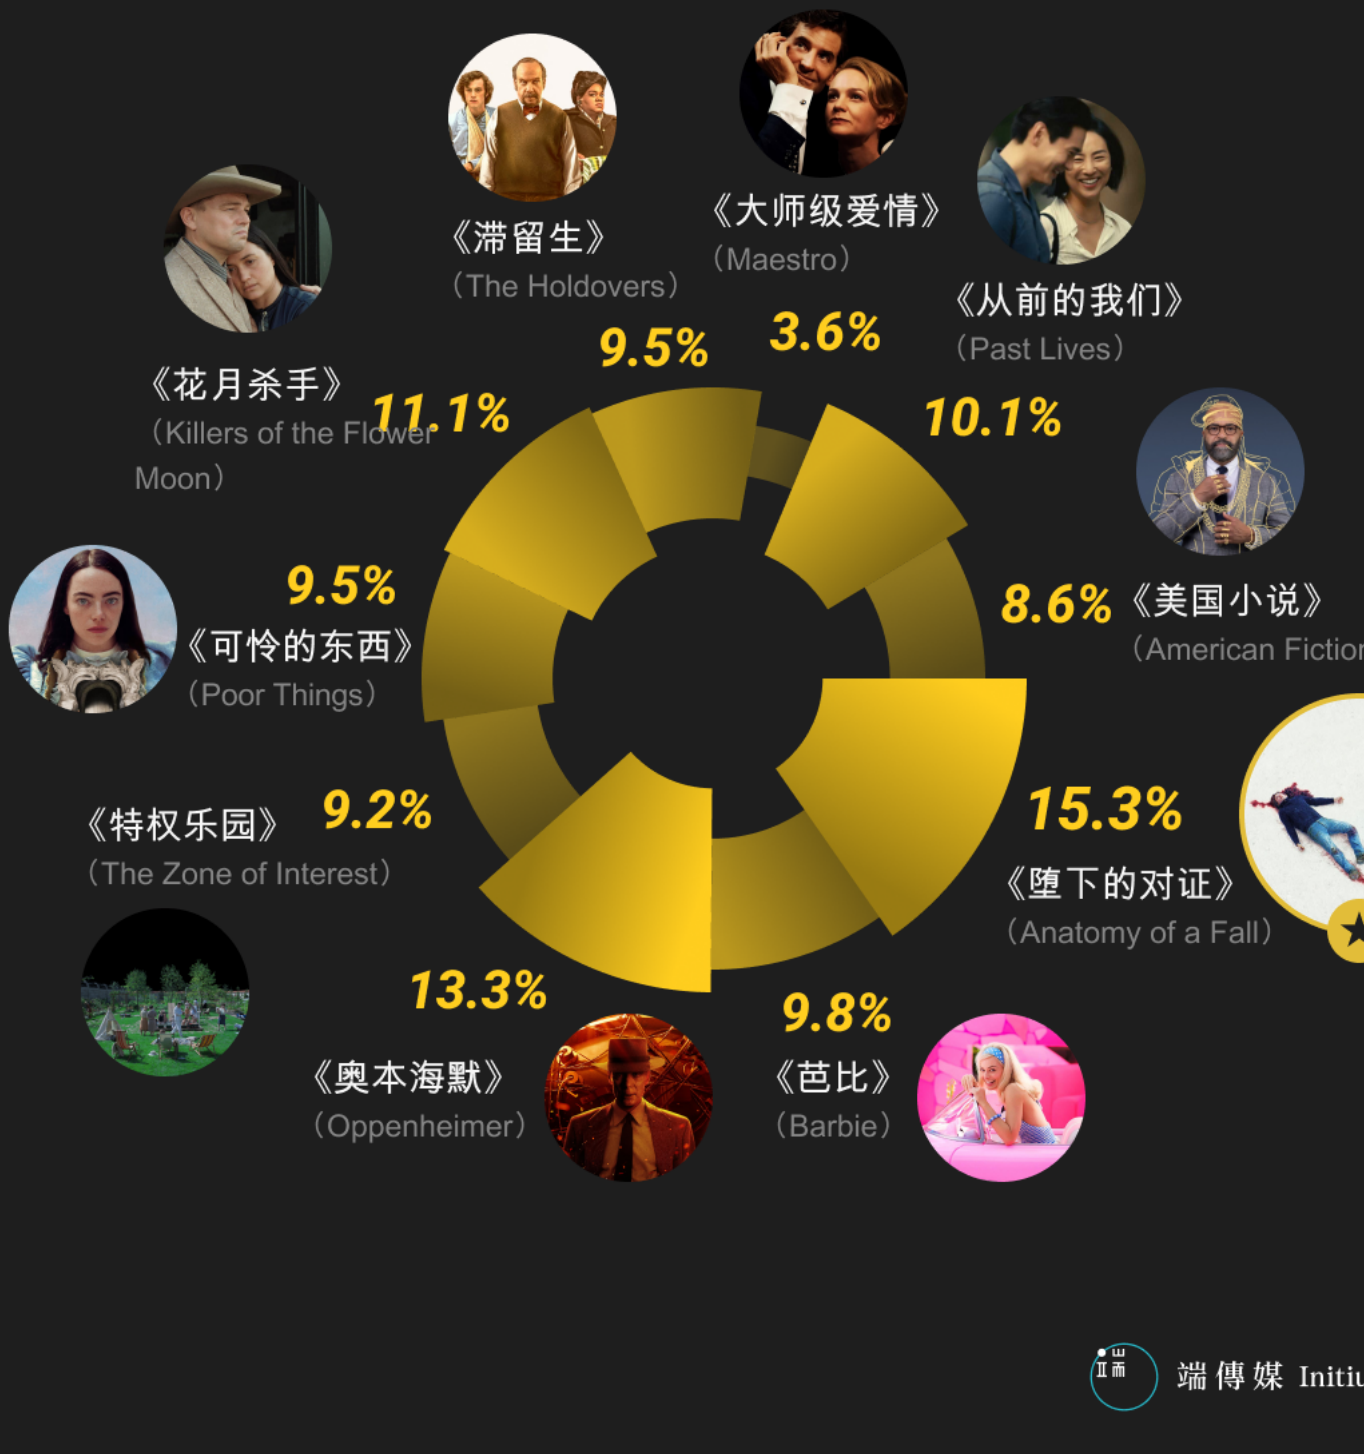 《滞留生》
（The Holdovers）
9.5%
《大师级爱情》
（Maestro）
3.6%
《从前的我们》
（Past Lives）
10.1%
《花月杀手》
（Killers of the Flower
Moon）
11.1%
8.6%
《美国小说》
（American Fiction
9.5%
《可怜的东西》
（Poor Things）
15.3%
《堕下的对证》
（Anatomy of a Fall）
《特权乐园》
（The Zone of Interest）
9.2%
13.3%
《奥本海默》
（Oppenheimer）
9.8%
《芭比》
（Barbie）
端傳媒 Initiu